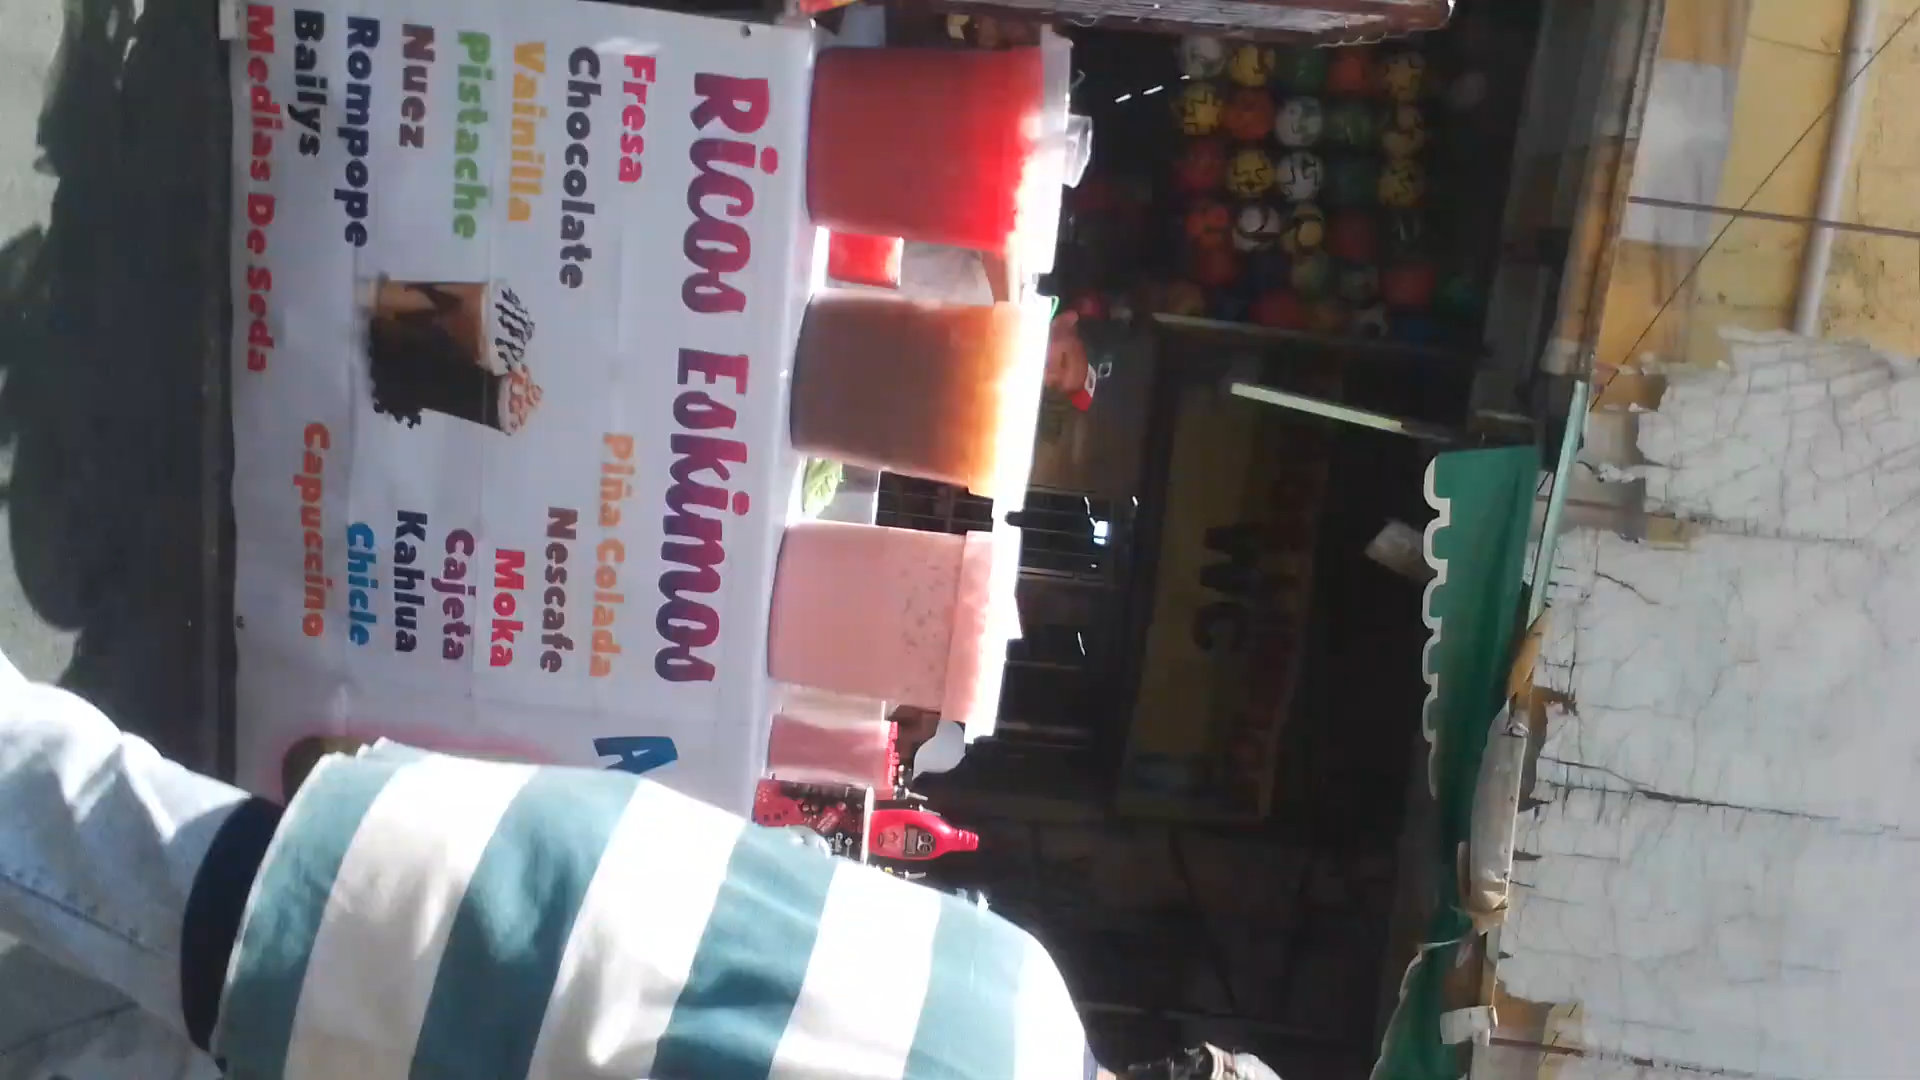 Ricos Eskimos
Fresa
Chocolate
Vainilla
Pistache
Nuez
Rompope
Bailys
Medias De Seda
Piña Colada
Nescafe
Moka
Cajeta
Kahlua
Chicle
Capuccino
A
WC